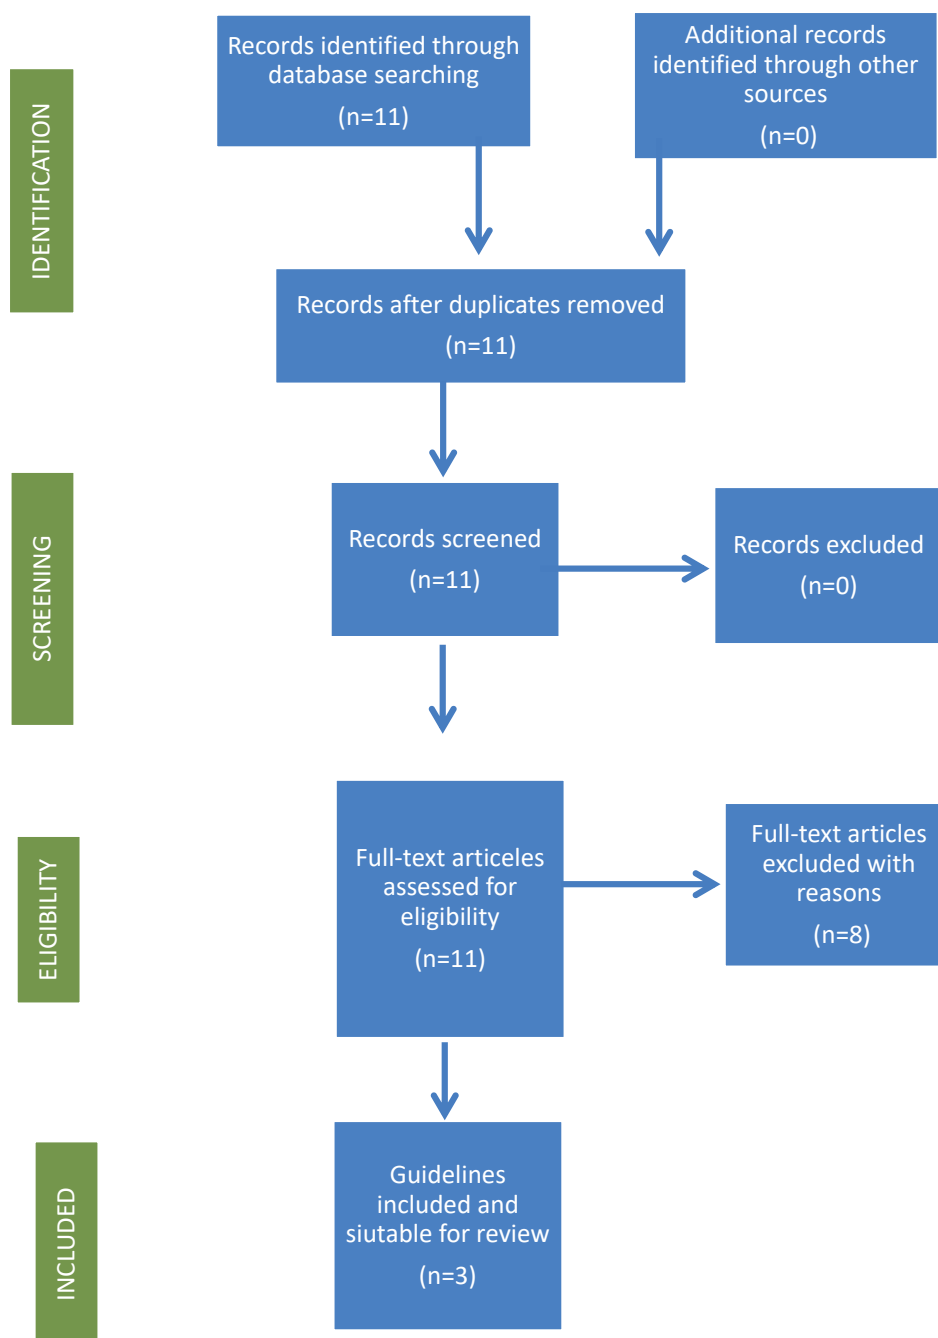 IDENTIFICATION
Records identified through
database searching
(n=11)
Additional records
identified through other
sources
(n=0)
Records after duplicates removed
(n=11)
SCREENING
Records screened
(n=11)
Records excluded
(n=0)
ELIGIBILITY
Full-text articeles
assessed for
eligibility
(n=11)
Full-text articles
excluded with
reasons
(n=8)
INCLUDED
Guidelines
included and
siutable for review
(n=3)